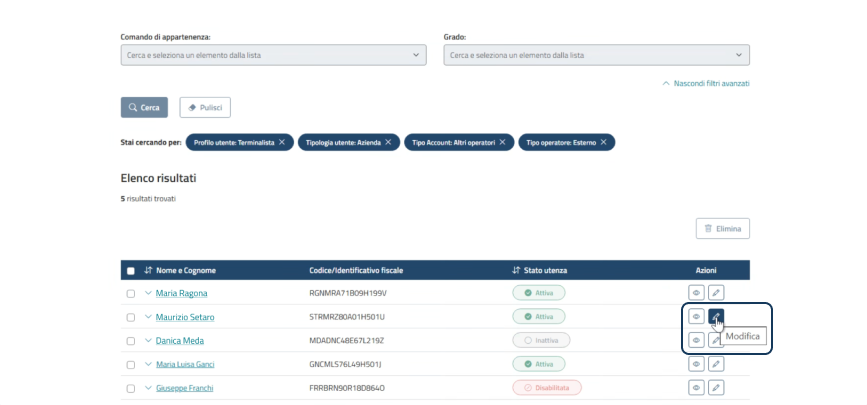 Comando di appartenenza: Grado:
Cerca e seleziona un elemento dalla lista Cerca e seleziona un elemento dalla lista
Nascondi filtri avanzati
Cerca Pulisci
Stai cercando per: Profilo utente: Terminalista Tipologia utente: Azienda Tipo Account: Altri operatori Tipo operatore: Esterno
Elenco risultati
5 risultati trovati
Elimina
Nome e Cognome Codice/Identificativo fiscale Stato utenza Azioni
Maria Ragona RGNMRA71B09H199V Attiva
Maurizio Setaro STRMRZ80A01H501U Attiva
Modifica
Danica Meda MDADNC48E67L219Z Inattiva
Maria Luisa Ganci GNCMLS76L49H501J Attiva
Giuseppe Franchi FRRBRN90R18D864O Disabilitata